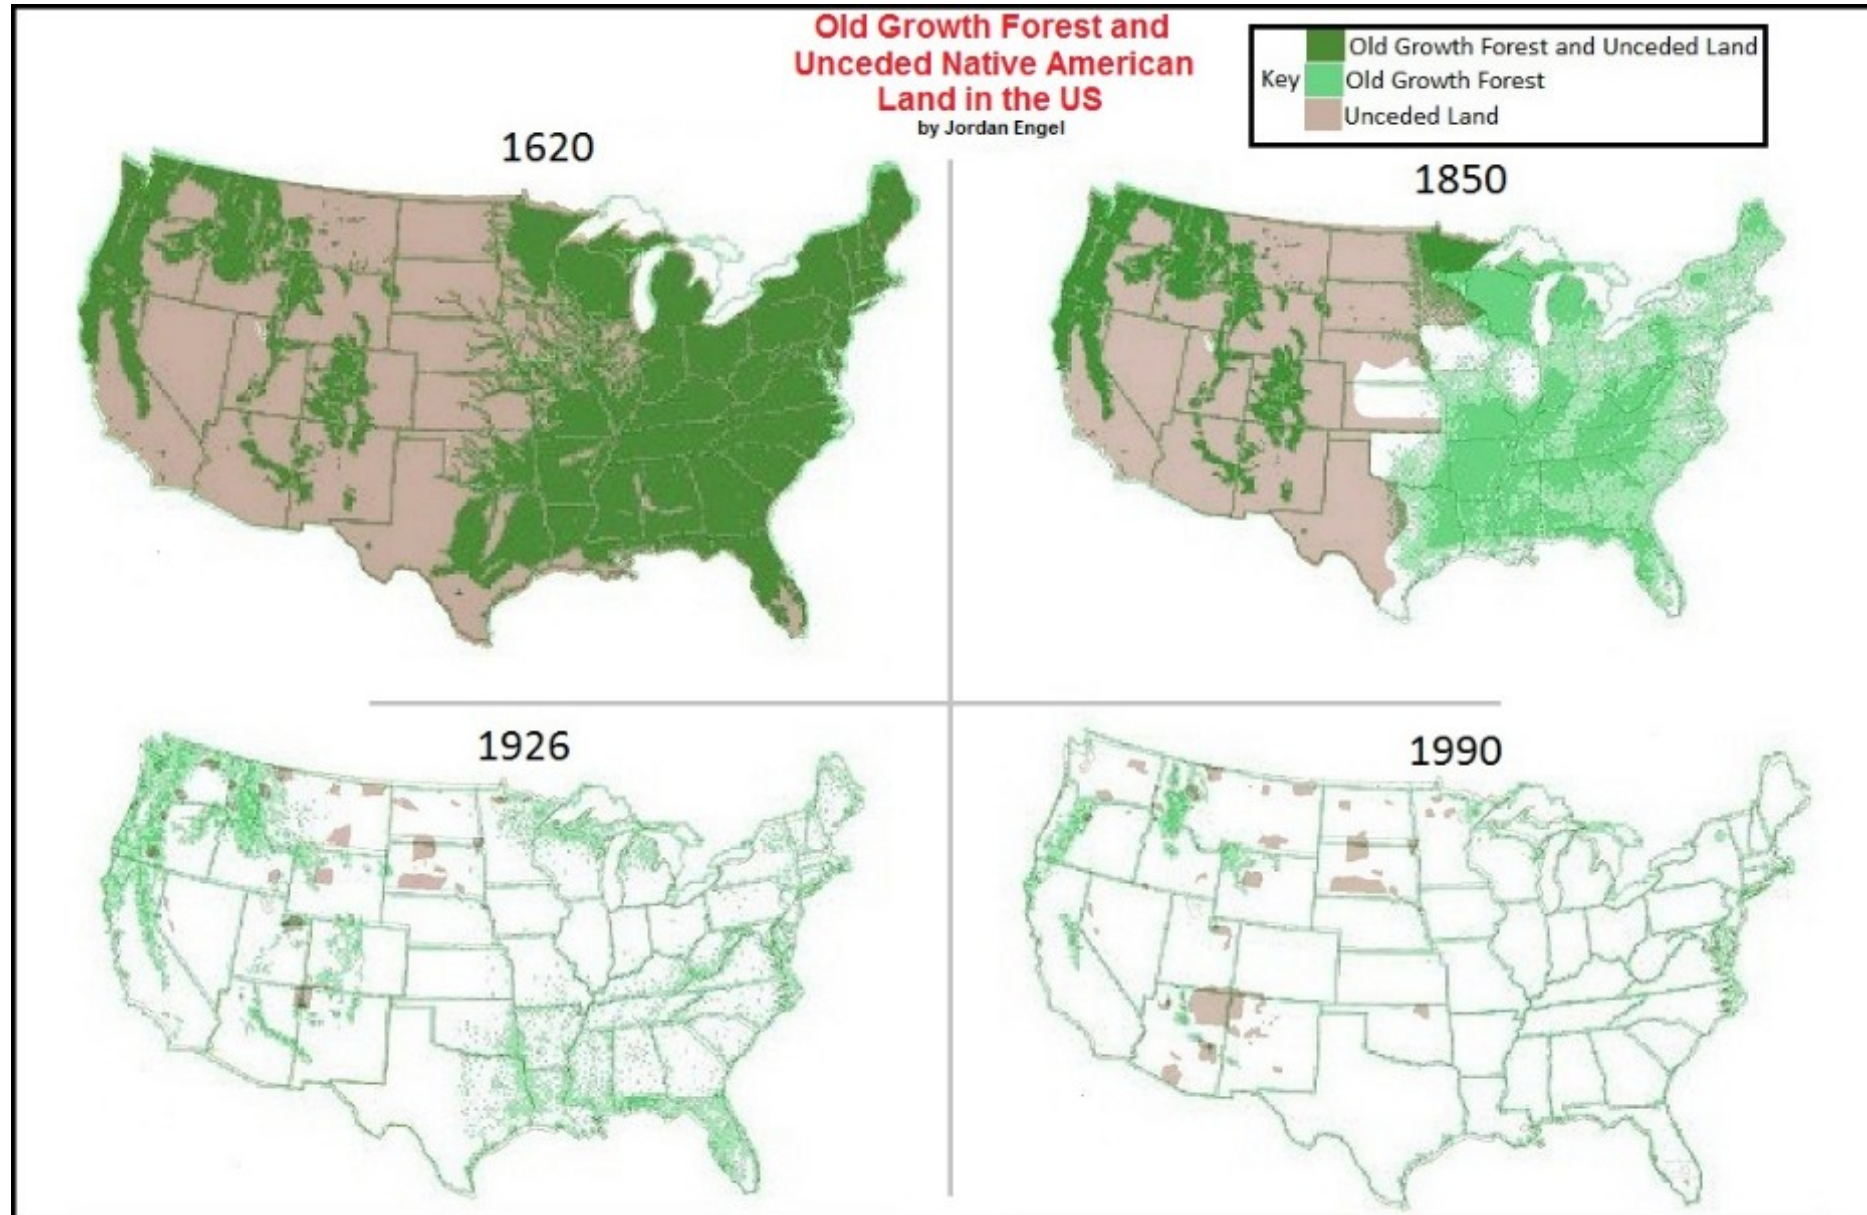 Old Growth Forest and
Unceded Native American
Land in the US
by Jordan Engel
Key
Old Growth Forest and Unceded Land
Old Growth Forest
Unceded Land
1620
1850
1926
1990